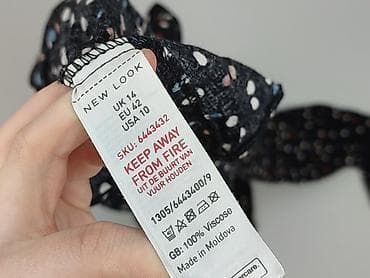 NEW LOOK
UK 14
EU 42
USA 10
SKU: 6443432
KEEP AWAY
FROM FIRE
UIT DE BUURT VAN
VUUR HOUDEN
1305/6443400/9
GB: 100% Viscose
Made in Moldova